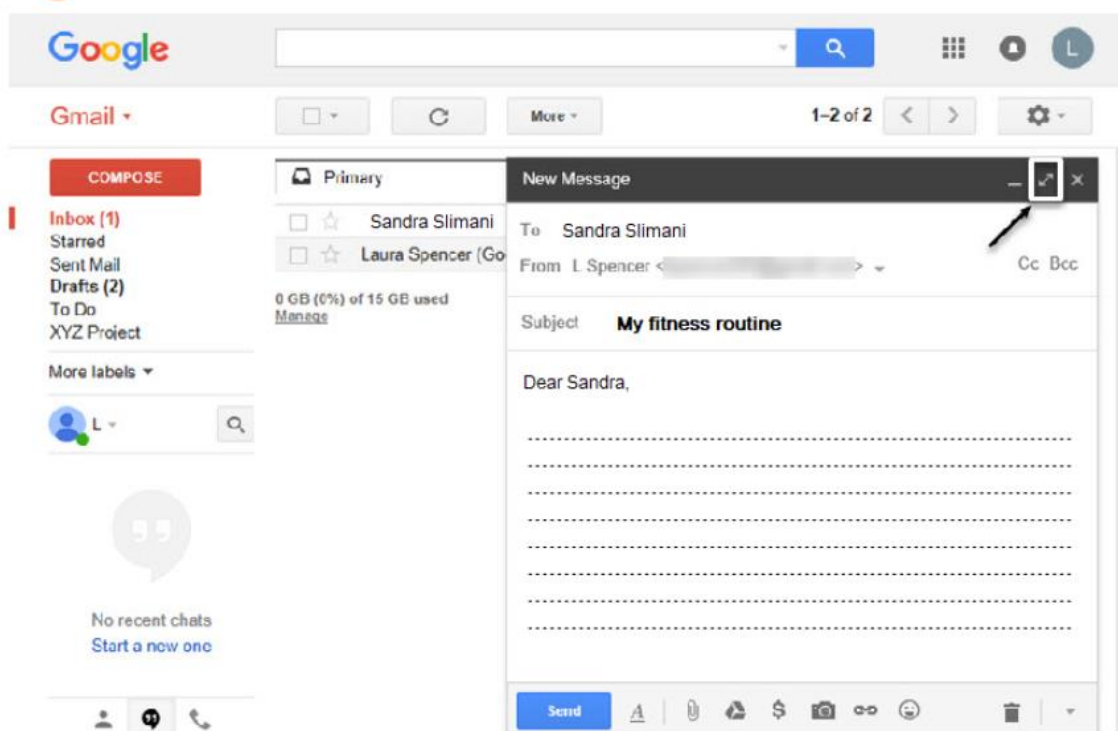 Google
L
Gmail
More
1–2 of 2
COMPOSE
Inbox (1)
Starred
Sent Mail
Drafts (2)
To Do
XYZ Project
More labels
L
No recent chats
Start a new one
Primary
Sandra Slimani
Laura Spencer (Go
0 GB (0%) of 15 GB used
Manage
New Message
To Sandra Slimani
From L Spencer < > Cc Bcc
Subject My fitness routine
Dear Sandra,
Send A $